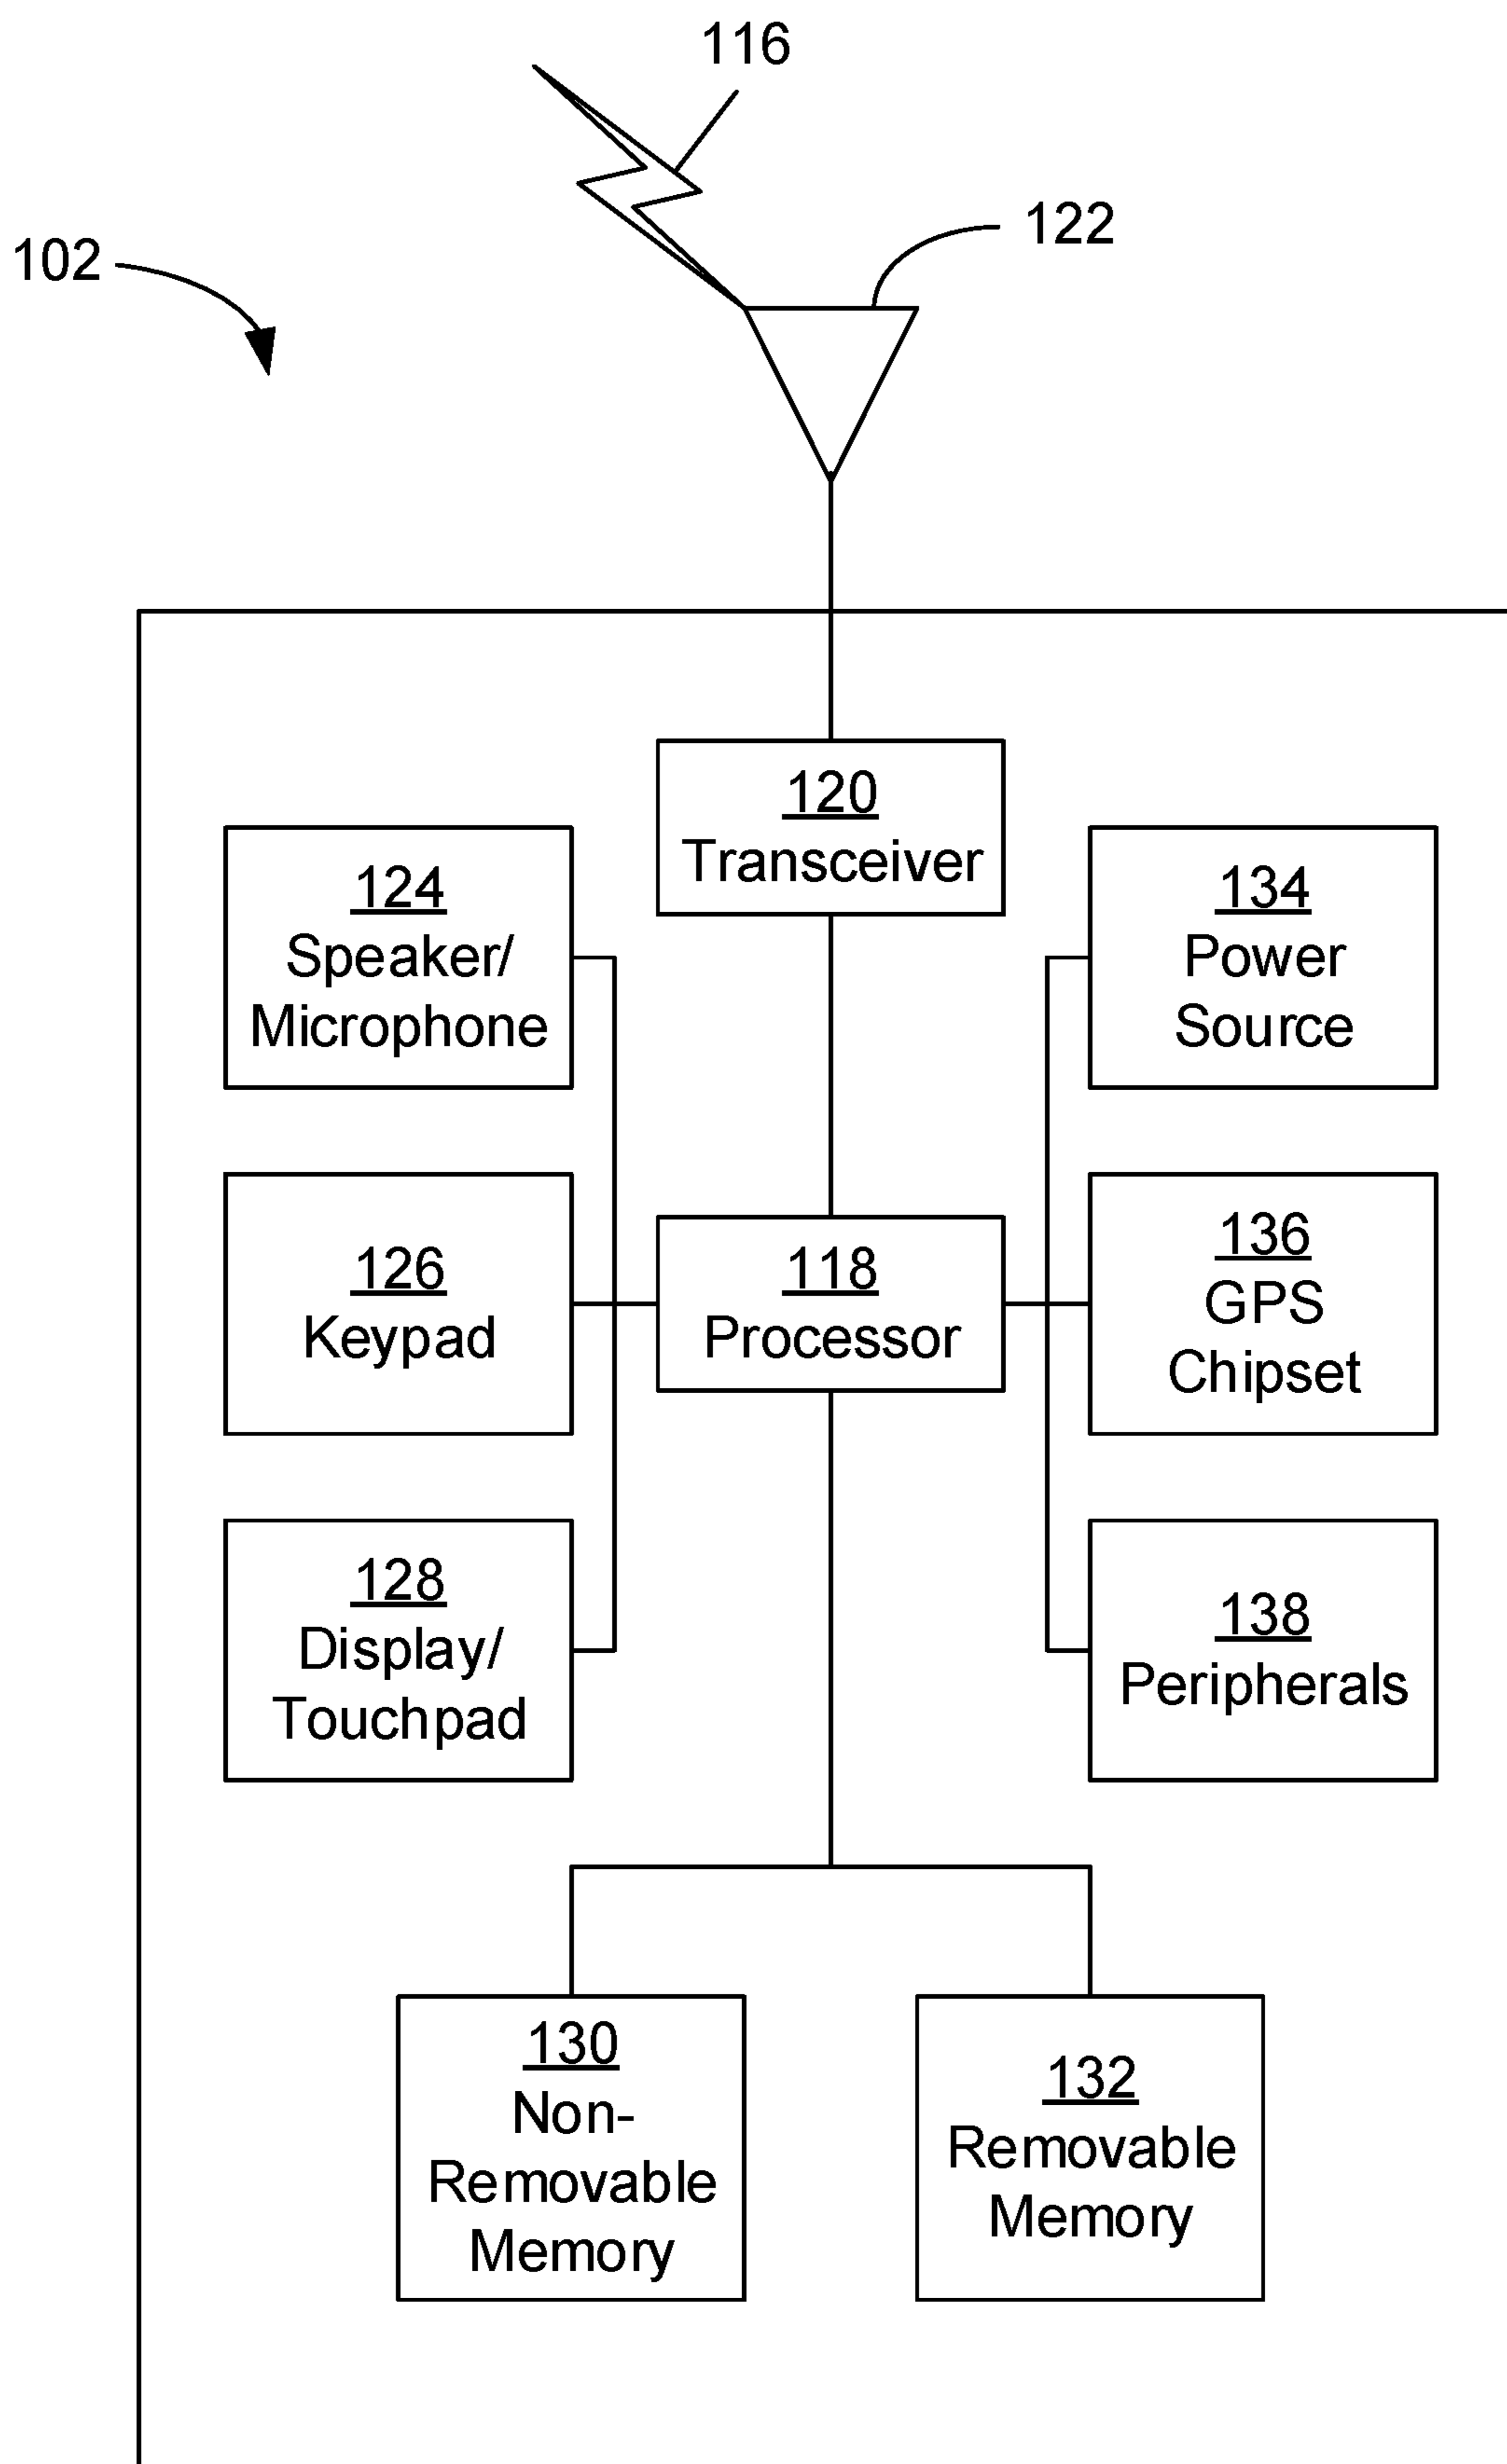 116
122
102
120
Transceiver
124
Speaker/
Microphone
134
Power
Source
126
Keypad
118
Processor
136
GPS
Chipset
128
Display/
Touchpad
138
Peripherals
130
Non-
Removable
Memory
132
Removable
Memory